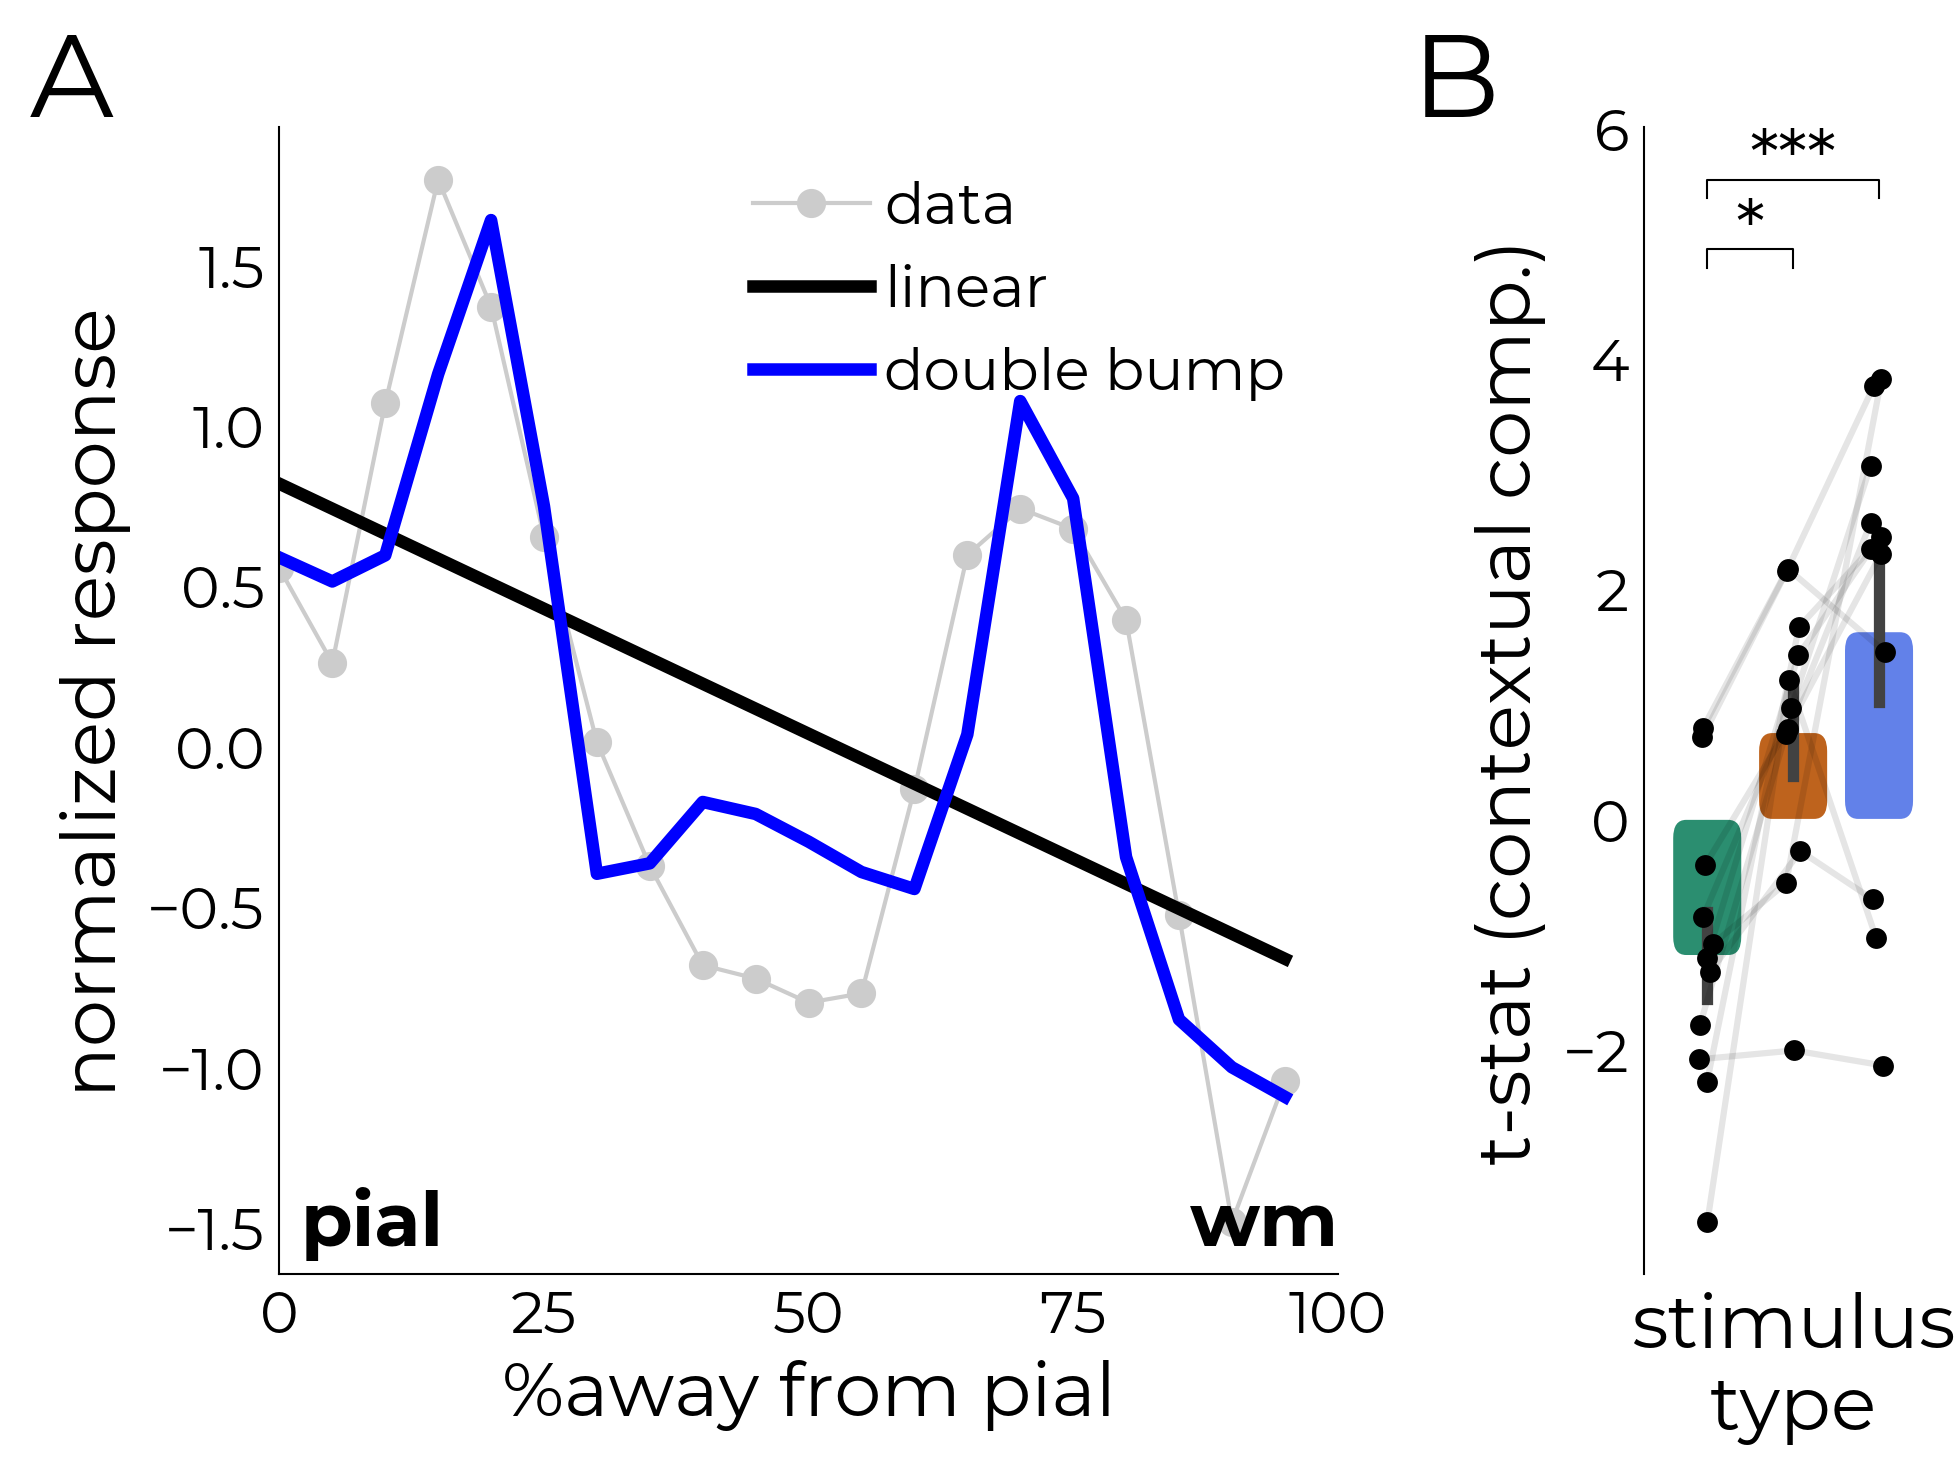 A
normalized response
1.5
1.0
0.5
0.0
−0.5
−1.0
−1.5
data
linear
double bump
pial
wm
0
25
50
75
100
%away from pial
B
t-stat (contextual comp.)
6
4
2
0
−2
***
*
stimulus
type